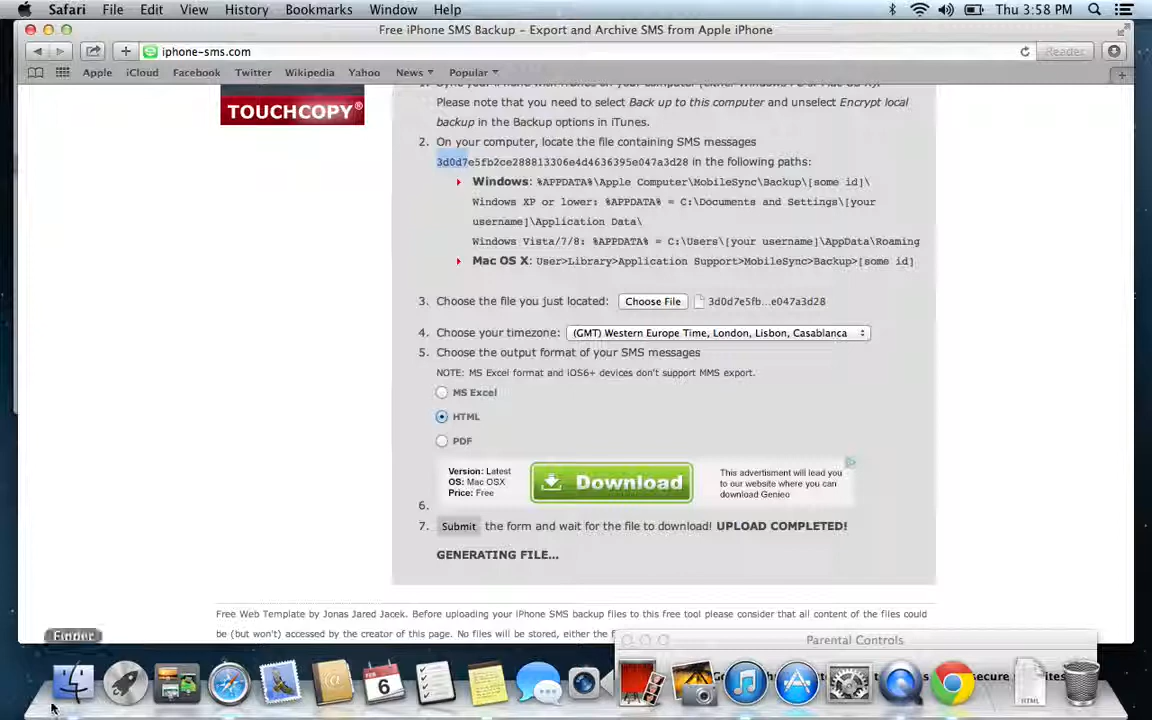 Safari File Edit View History Bookmarks Window Help Thu 3:58 PM
Free iPhone SMS Backup – Export and Archive SMS from Apple iPhone
iphone-sms.com Reader
Apple iCloud Facebook Twitter Wikipedia Yahoo News Popular
TOUCHCOPY
Please note that you need to select Back up to this computer and unselect Encrypt local
backup in the Backup options in iTunes.
2. On your computer, locate the file containing SMS messages
3d0d7e5fb2ce288813306e4d4636395e047a3d28 in the following paths:
Windows: %APPDATA%\Apple Computer\MobileSync\Backup\[some id]\
Windows XP or lower: %APPDATA% = C:\Documents and Settings\[your
username]\Application Data\
Windows Vista/7/8: %APPDATA% = C:\Users\[your username]\AppData\Roaming
Mac OS X: User>Library>Application Support>MobileSync>Backup>[some id]
3. Choose the file you just located: Choose File 3d0d7e5fb...e047a3d28
4. Choose your timezone: (GMT) Western Europe Time, London, Lisbon, Casablanca
5. Choose the output format of your SMS messages
NOTE: MS Excel format and iOS6+ devices don't support MMS export.
MS Excel
HTML
PDF
Version: Latest
OS: Mac OSX
Price: Free
Download
This advertisment will lead you
to our website where you can
download Genieo
6.
7. Submit the form and wait for the file to download! UPLOAD COMPLETED!
GENERATING FILE...
Free Web Template by Jonas Jared Jacek. Before uploading your iPhone SMS backup files to this free tool please consider that all content of the files could
be (but won't) accessed by the creator of this page. No files will be stored, either the
Finder
Parental Controls
FEB
6
HTML